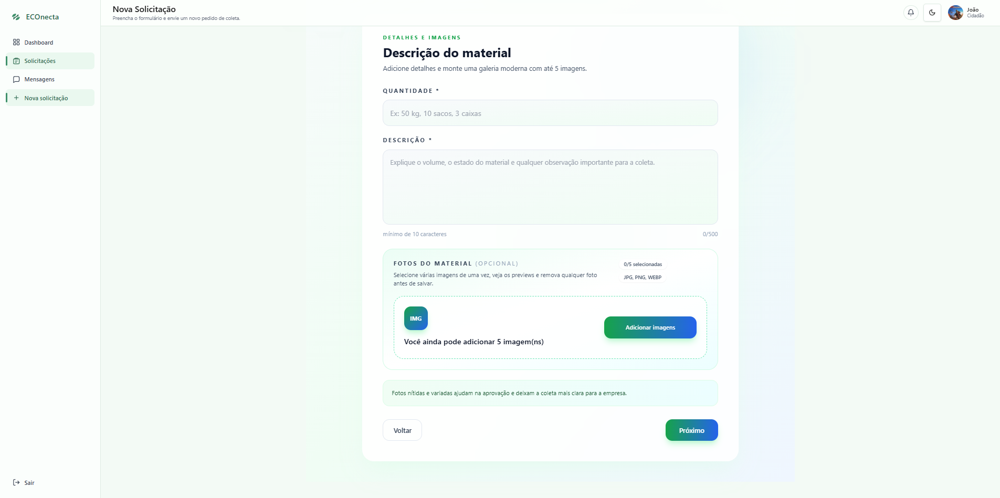 ECOnecta
Dashboard
Solicitações
Mensagens
Nova solicitação
Sair
Nova Solicitação
Preencha o formulário e envie um novo pedido de coleta.
João
Cidadão
DETALHES E IMAGENS
Descrição do material
Adicione detalhes e monte uma galeria moderna com até 5 imagens.
QUANTIDADE *
Ex: 50 kg, 10 sacos, 3 caixas
DESCRIÇÃO *
Explique o volume, o estado do material e qualquer observação importante para a coleta.
mínimo de 10 caracteres
0/500
FOTOS DO MATERIAL (OPCIONAL)
Selecione várias imagens de uma vez, veja os previews e remova qualquer foto
antes de salvar.
0/5 selecionadas
JPG, PNG, WEBP
IMG
Você ainda pode adicionar 5 imagem(ns)
Adicionar imagens
Fotos nítidas e variadas ajudam na aprovação e deixam a coleta mais clara para a empresa.
Voltar
Próximo